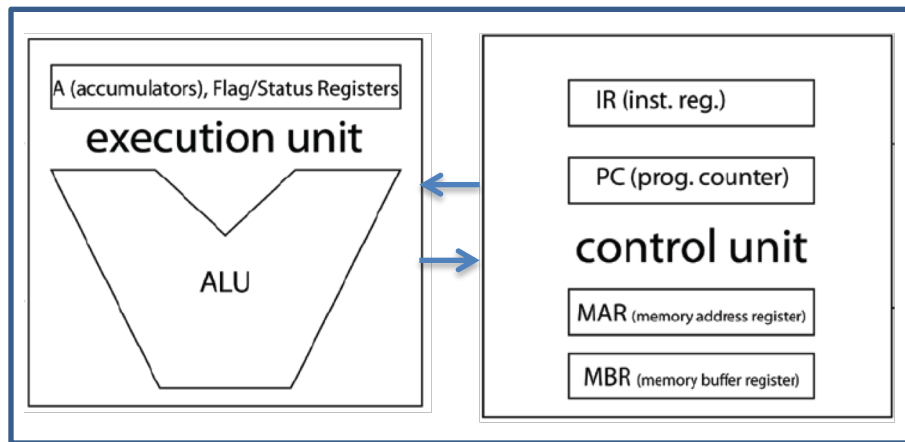 A (accumulators), Flag/Status Registers
execution unit
ALU
IR (inst. reg.)
PC (prog. counter)
control unit
MAR (memory address register)
MBR (memory buffer register)